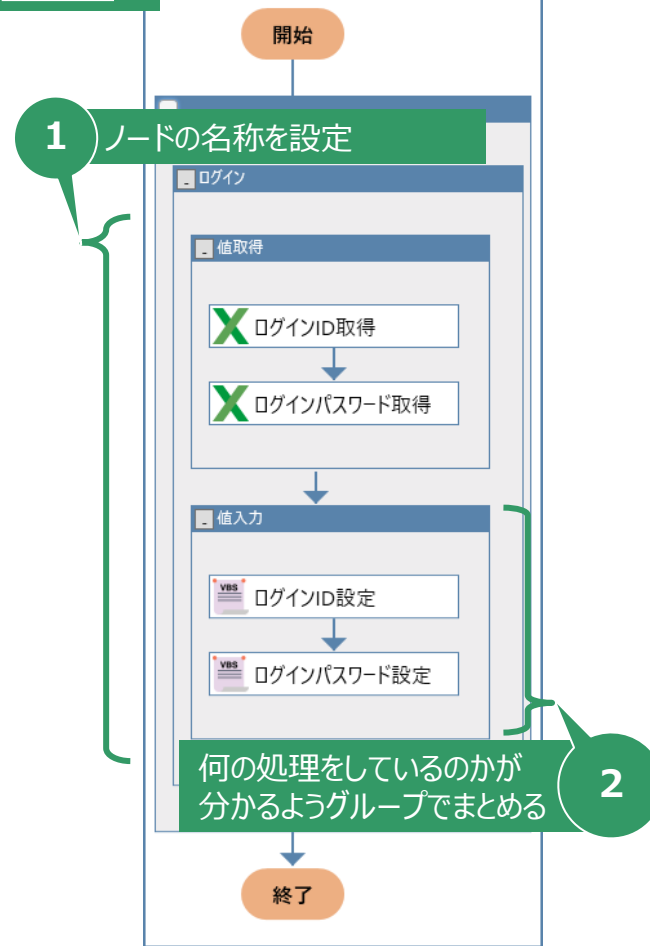 開始
1
ノードの名称を設定
ログイン
値取得
ログインID取得
ログインパスワード取得
値入力
VBS
ログインID設定
VBS
ログインパスワード設定
何の処理をしているのかが
分かるようグループでまとめる
2
終了